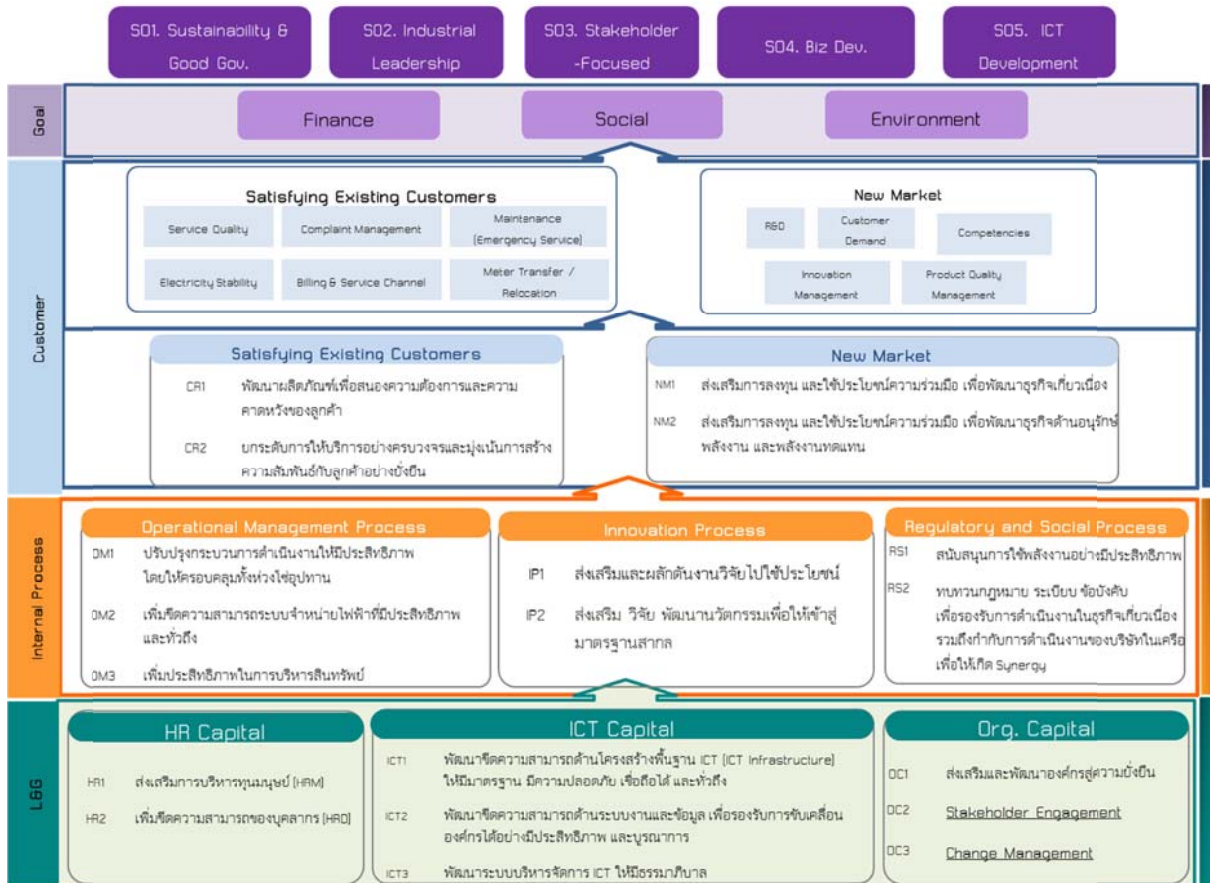 SO1. Sustainability &
Good Gov.
SO2. Industrial
Leadership
SO3. Stakeholder
-Focused
SO4. Biz Dev.
SO5. ICT
Development
Goal
Finance
Social
Environment
Customer
Satisfying Existing Customers
Service Quality
Complaint Management
Maintenance
(Emergency Service)
Electricity Stability
Billing & Service Channel
Meter Transfer /
Relocation
New Market
R&D
Customer
Demand
Competencies
Innovation
Management
Product Quality
Management
Satisfying Existing Customers
CR1 พัฒนาผลิตภัณฑ์เพื่อสนองความต้องการและความ
คาดหวังของลูกค้า
CR2 ยกระดับการให้บริการอย่างครบวงจรและมุ่งเน้นการสร้าง
ความสัมพันธ์กับลูกค้าอย่างยั่งยืน
New Market
NM1 ส่งเสริมการลงทุน และใช้ประโยชน์ความร่วมมือ เพื่อพัฒนาธุรกิจเกี่ยวเนื่อง
NM2 ส่งเสริมการลงทุน และใช้ประโยชน์ความร่วมมือ เพื่อพัฒนาธุรกิจด้านอนุรักษ์
พลังงาน และพลังงานทดแทน
Internal Process
Operational Management Process
OM1 ปรับปรุงกระบวนการดำเนินงานให้มีประสิทธิภาพ
โดยให้ครอบคลุมทั้งห่วงโซ่อุปทาน
OM2 เพิ่มขีดความสามารถระบบจำหน่ายไฟฟ้าที่มีประสิทธิภาพ
และทั่วถึง
OM3 เพิ่มประสิทธิภาพในการบริหารสินทรัพย์
Innovation Process
IP1 ส่งเสริมและผลักดันงานวิจัยไปใช้ประโยชน์
IP2 ส่งเสริม วิจัย พัฒนานวัตกรรมเพื่อให้เข้าสู่
มาตรฐานสากล
Regulatory and Social Process
RS1 สนับสนุนการใช้พลังงานอย่างมีประสิทธิภาพ
RS2 ทบทวนกฎหมาย ระเบียบ ข้อบังคับ
เพื่อรองรับการดำเนินงานในธุรกิจเกี่ยวเนื่อง
รวมถึงกำกับการดำเนินงานของบริษัทในเครือ
เพื่อให้เกิด Synergy
L&G
HR Capital
HR1 ส่งเสริมการบริหารทุนมนุษย์ (HRM)
HR2 เพิ่มขีดความสามารถของบุคลากร (HRD)
ICT Capital
ICT1 พัฒนาขีดความสามารถด้านโครงสร้างพื้นฐาน ICT (ICT Infrastructure)
ให้มีมาตรฐาน มีความปลอดภัย เชื่อถือได้ และทั่วถึง
ICT2 พัฒนาขีดความสามารถด้านระบบงานและข้อมูล เพื่อรองรับการขับเคลื่อน
องค์กรได้อย่างมีประสิทธิภาพ และบูรณาการ
ICT3 พัฒนาระบบบริหารจัดการ ICT ให้มีธรรมาภิบาล
Org. Capital
OC1 ส่งเสริมและพัฒนาองค์กรสู่ความยั่งยืน
OC2 Stakeholder Engagement
OC3 Change Management